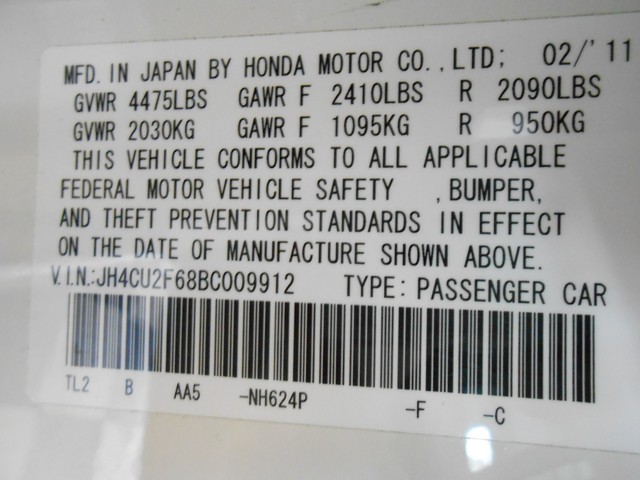 MFD. IN JAPAN BY HONDA MOTOR CO.,LTD; 02/'11
GVWR 4475LBS GAWR F 2410LBS R 2090LBS
GVWR 2030KG GAWR F 1095KG R 950KG
THIS VEHICLE CONFORMS TO ALL APPLICABLE
FEDERAL MOTOR VEHICLE SAFETY ,BUMPER,
AND THEFT PREVENTION STANDARDS IN EFFECT
ON THE DATE OF MANUFACTURE SHOWN ABOVE.
V.I.N.:JH4CU2F68BC009912 TYPE: PASSENGER CAR
TL2 B AA5 -NH624P -F -C